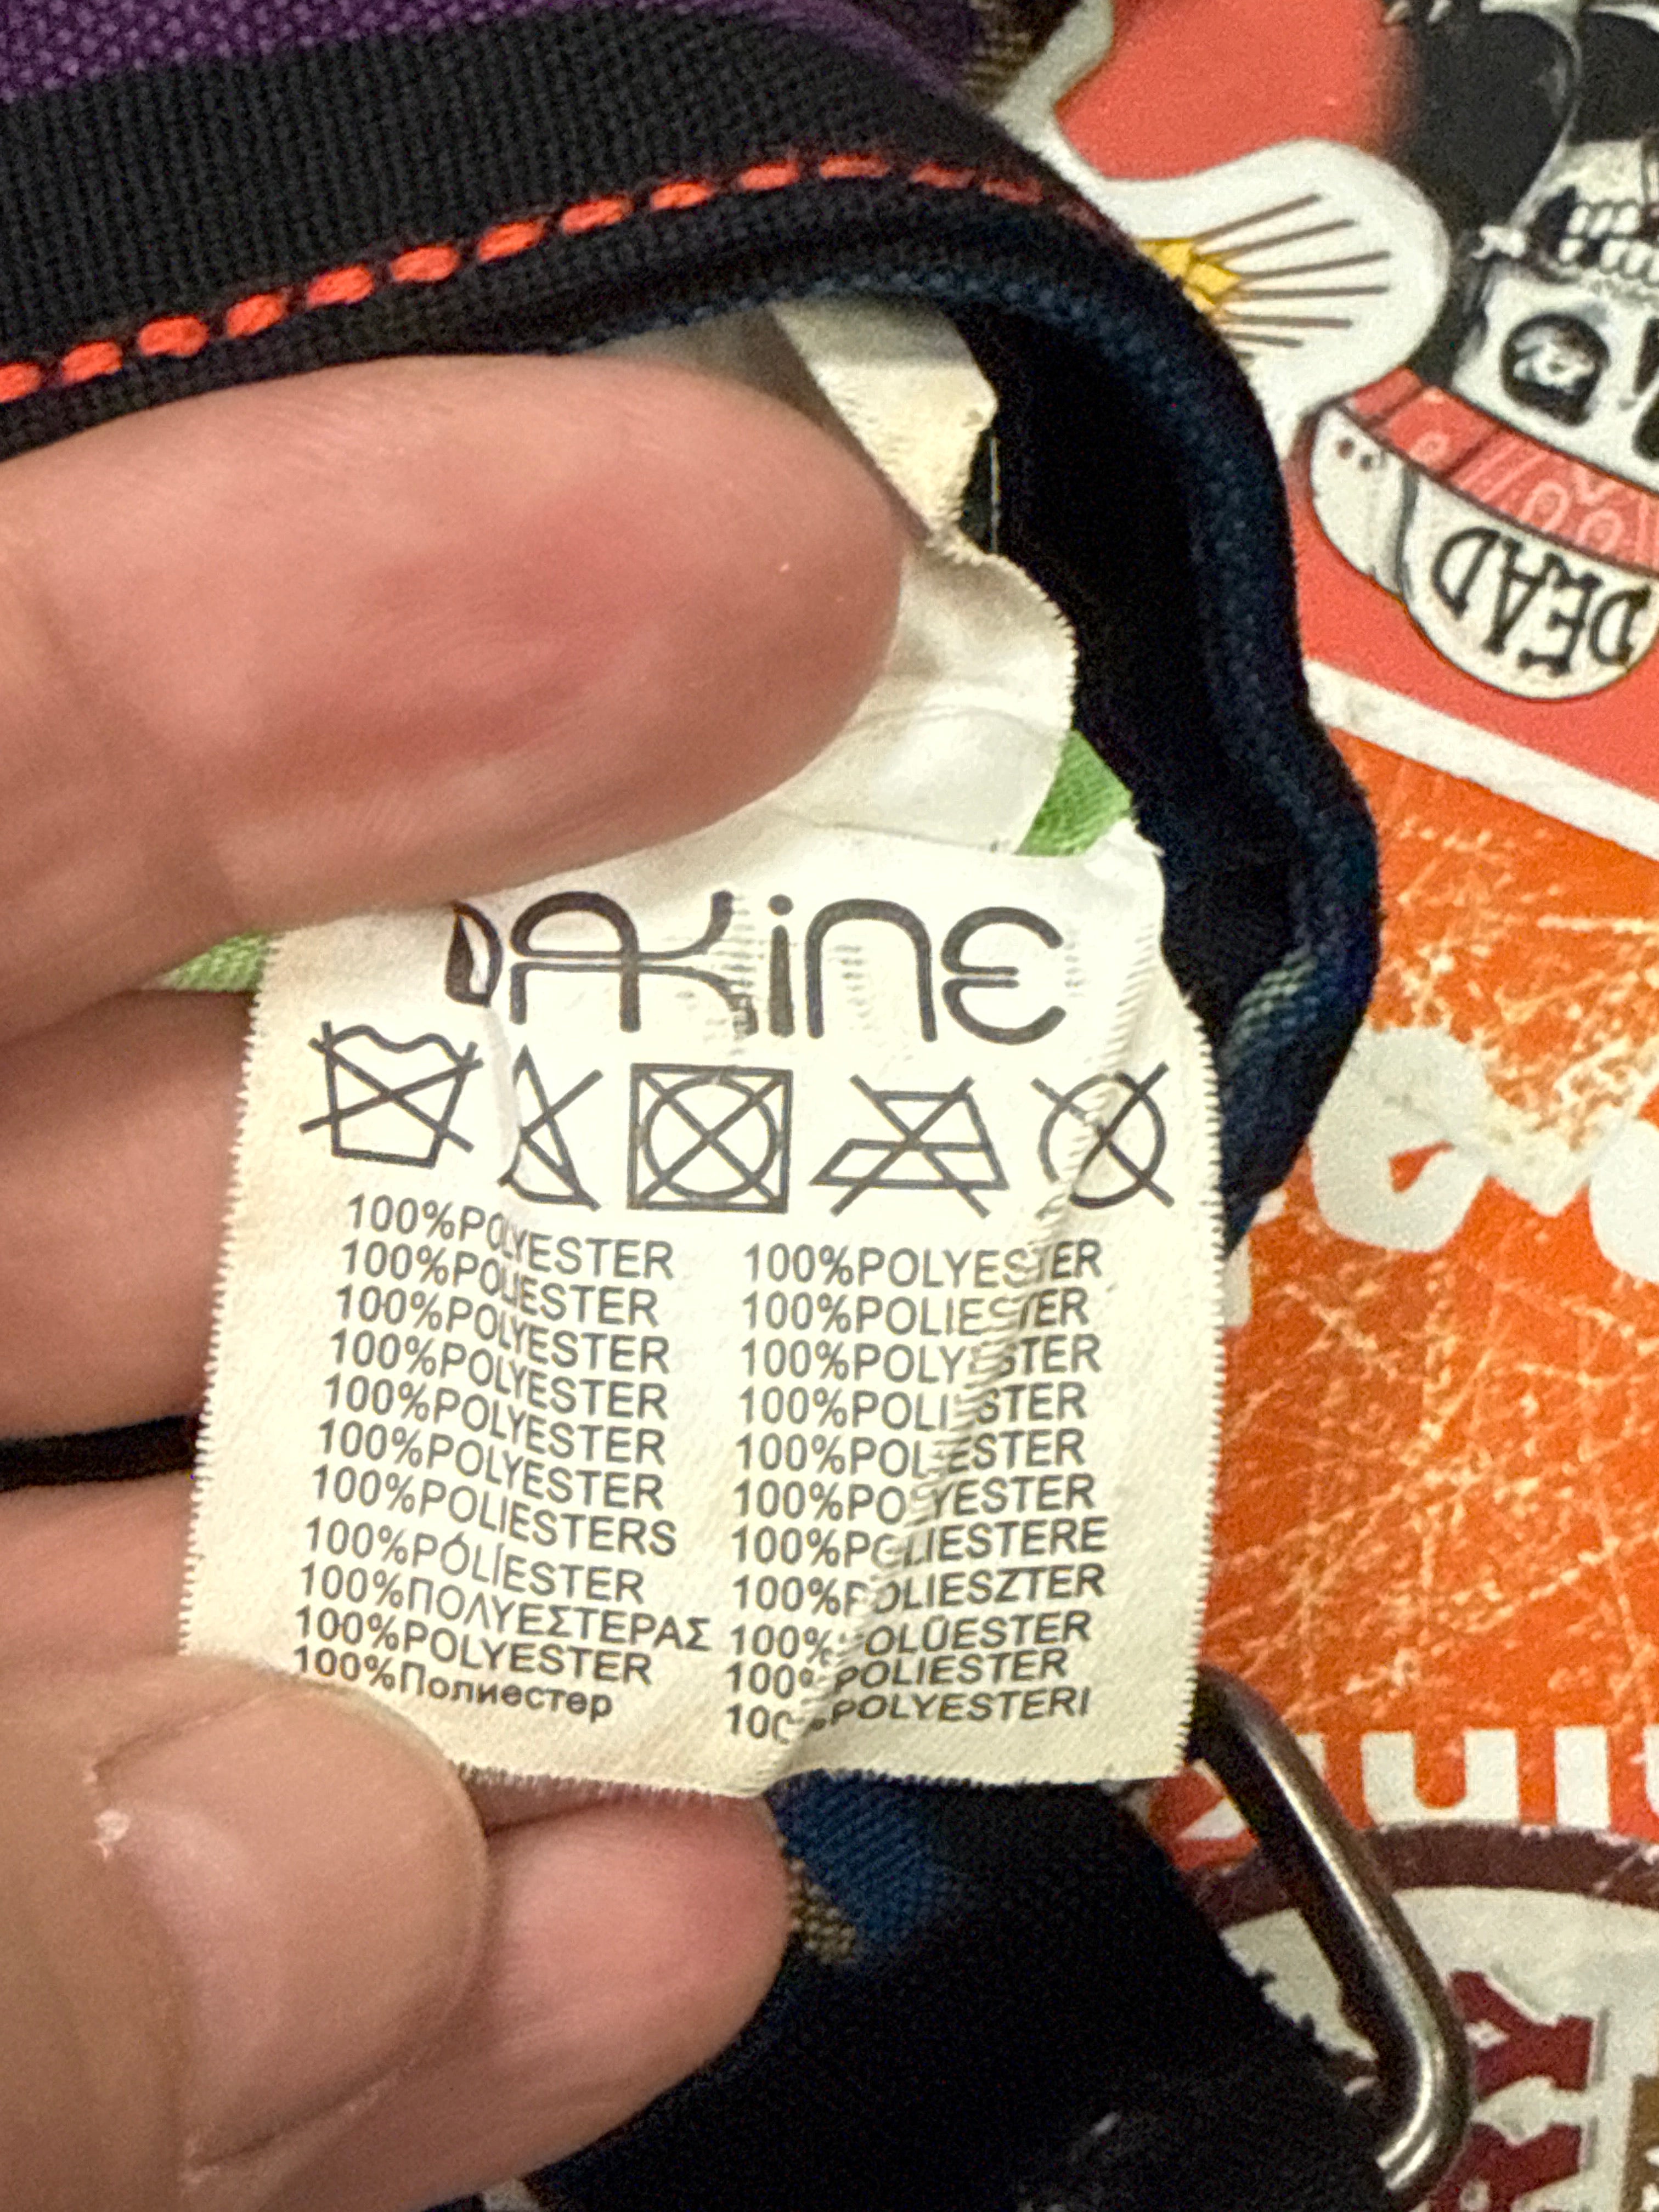 DAKINE
100%POLYESTER 100%POLYESTER
100%POLIESTER 100%POLIESTER
100%POLYESTER 100%POLYESTER
100%POLYESTER 100%POLIESTER
100%POLYESTER 100%POLIESTER
100%POLYESTER 100%POLYESTER
100%POLIESTERS 100%POLIESTERE
100%PÓLÍESTER 100%POLIESZTER
100%ΠΟΛΥΕΣΤΕΡΑΣ 100% POLÜESTER
100%POLYESTER 100% POLIESTER
100%Полиестер 100% POLYESTERI
DEAD